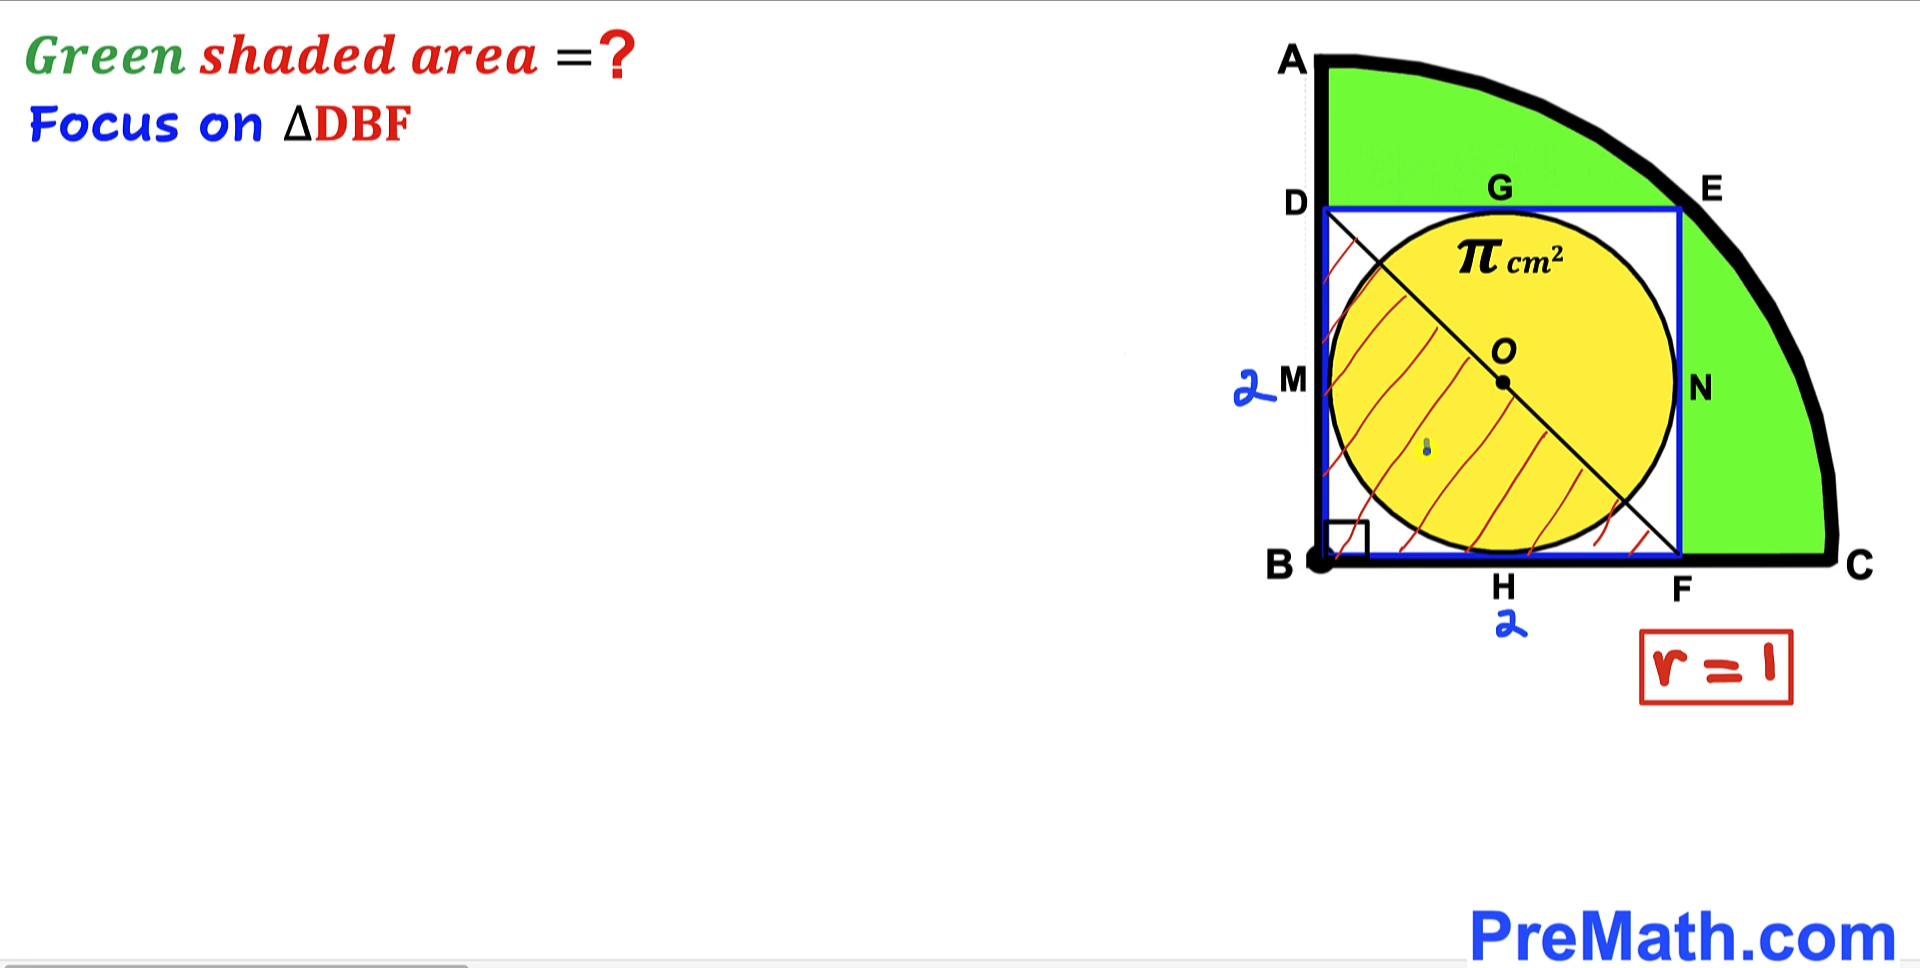 Green shaded area =?
Focus on ΔDBF
A
D
G
E
π cm²
O
2 M
N
B
H
F
C
2
r = 1
PreMath.com